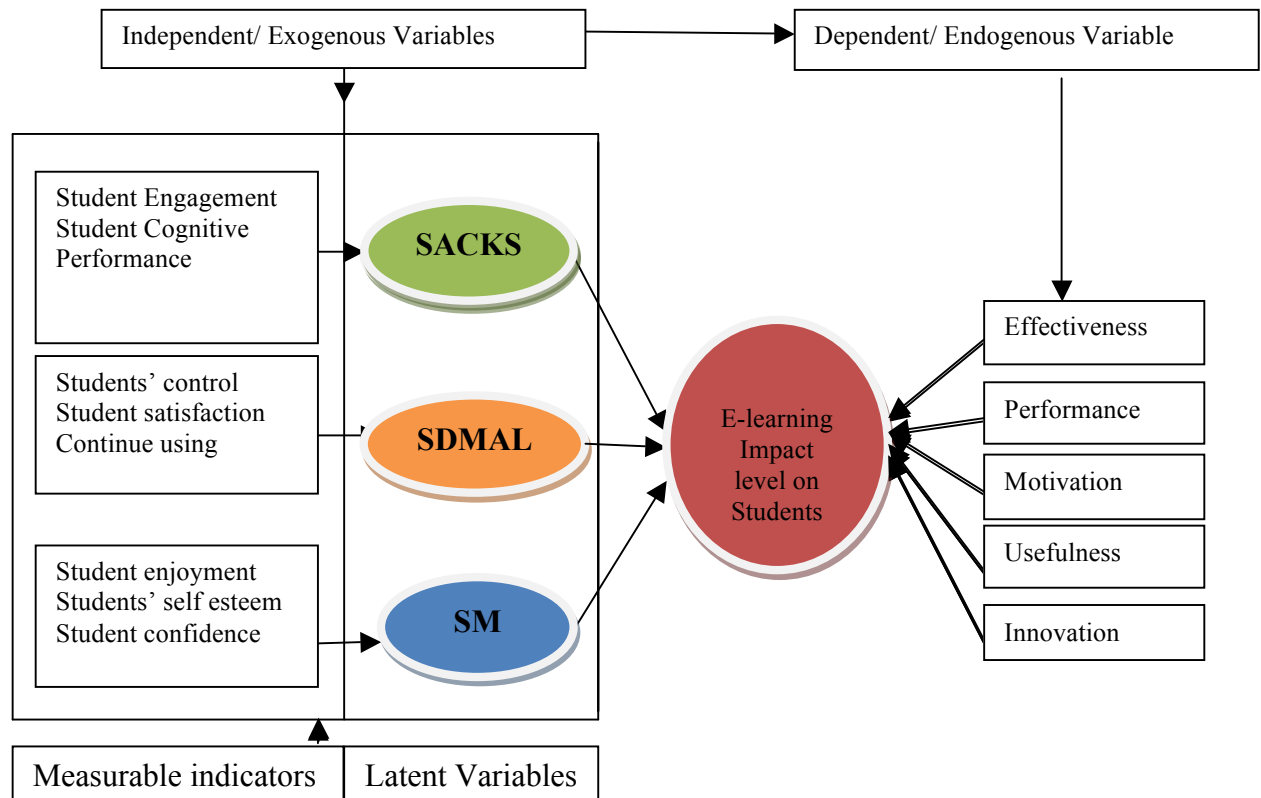 Independent/ Exogenous Variables
Dependent/ Endogenous Variable
Student Engagement
Student Cognitive
Performance
SACKS
Students’ control
Student satisfaction
Continue using
SDMAL
Student enjoyment
Students’ self esteem
Student confidence
SM
E-learning
Impact
level on
Students
Effectiveness
Performance
Motivation
Usefulness
Innovation
Measurable indicators
Latent Variables